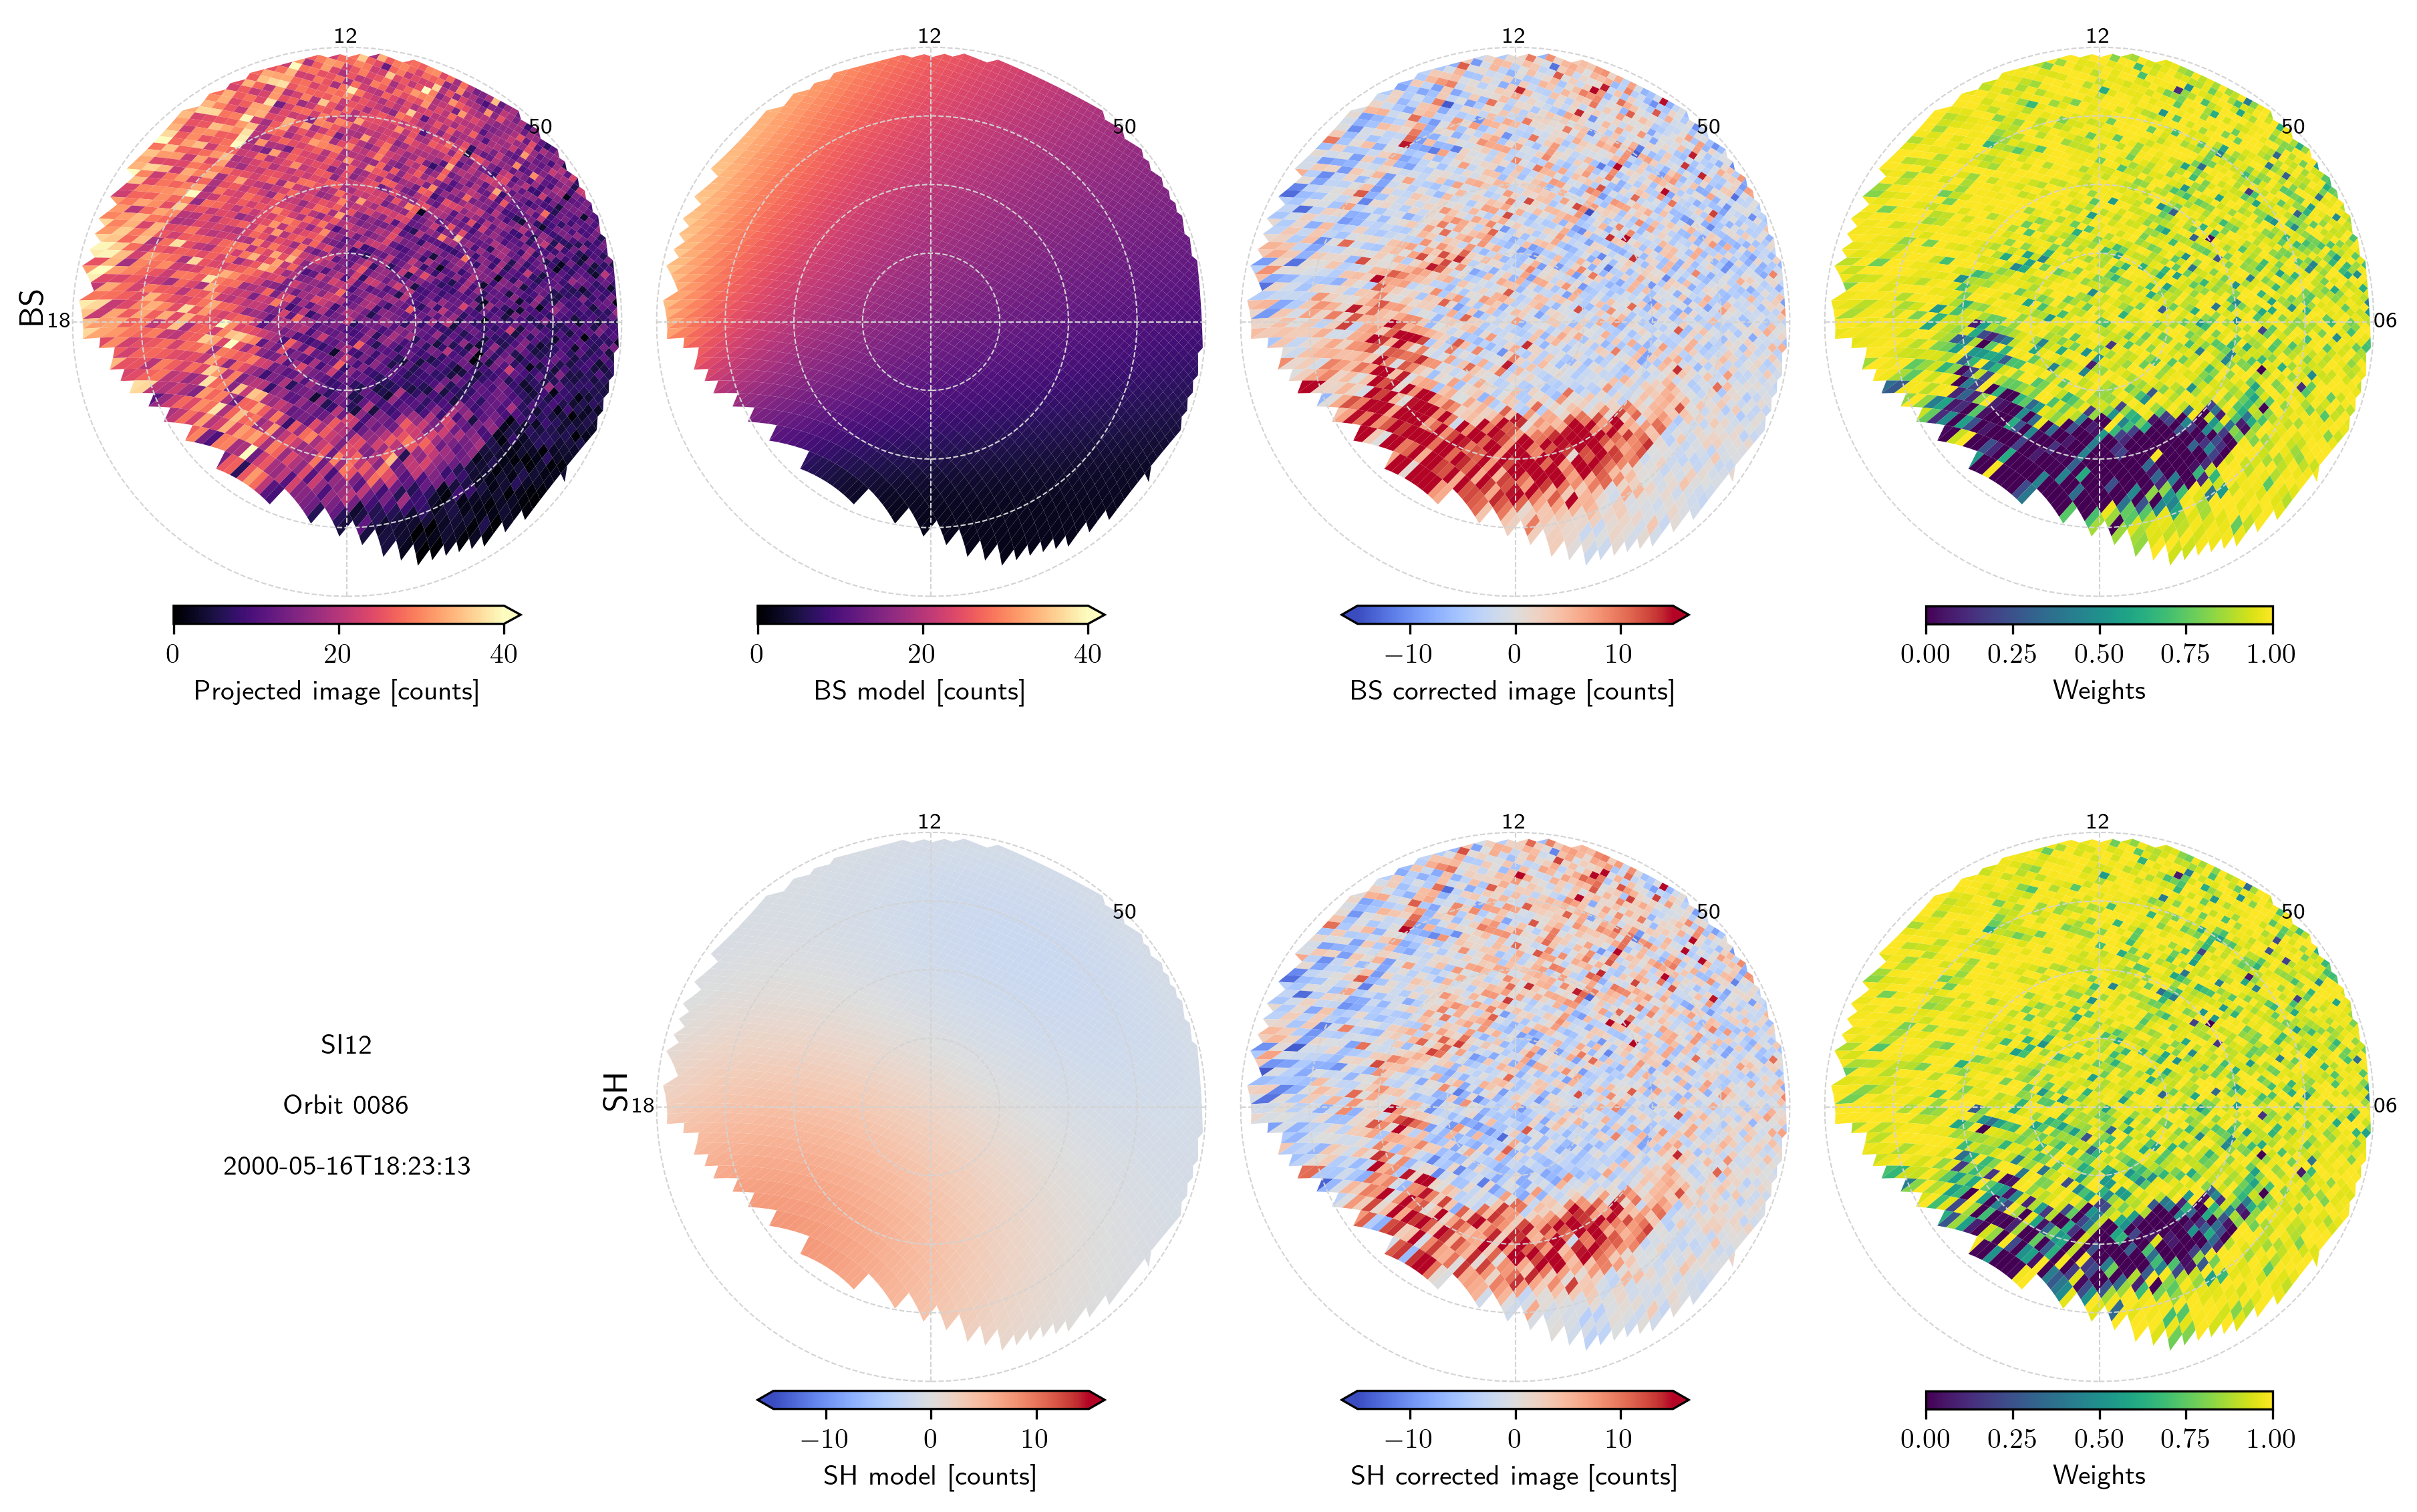 12 12 12 12
50 50 50 50
BS 18 06
0 20 40 0 20 40 −10 0 10 0.00 0.25 0.50 0.75 1.00
Projected image [counts] BS model [counts] BS corrected image [counts] Weights
12 12 12
50 50 50
SI12
SH 18 06
Orbit 0086
2000-05-16T18:23:13
−10 0 10 −10 0 10 0.00 0.25 0.50 0.75 1.00
SH model [counts] SH corrected image [counts] Weights